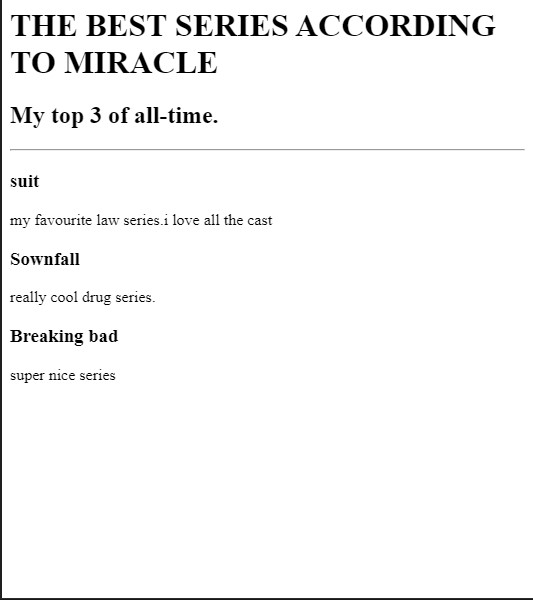 THE BEST SERIES ACCORDING
TO MIRACLE
My top 3 of all-time.
suit
my favourite law series.i love all the cast
Sownfall
really cool drug series.
Breaking bad
super nice series